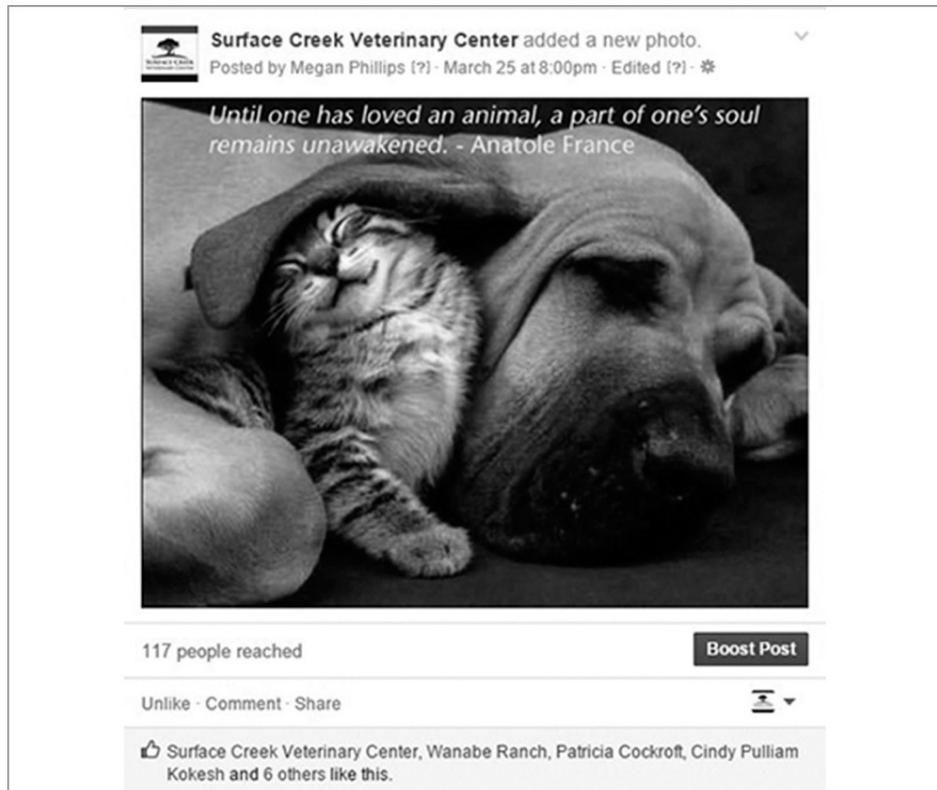 Surface Creek Veterinary Center added a new photo.
Posted by Megan Phillips [?] · March 25 at 8:00pm · Edited [?] ·
Until one has loved an animal, a part of one's soul
remains unawakened. - Anatole France
117 people reached
Boost Post
Unlike · Comment · Share
Surface Creek Veterinary Center, Wanabe Ranch, Patricia Cockroft, Cindy Pulliam
Kokesh and 6 others like this.